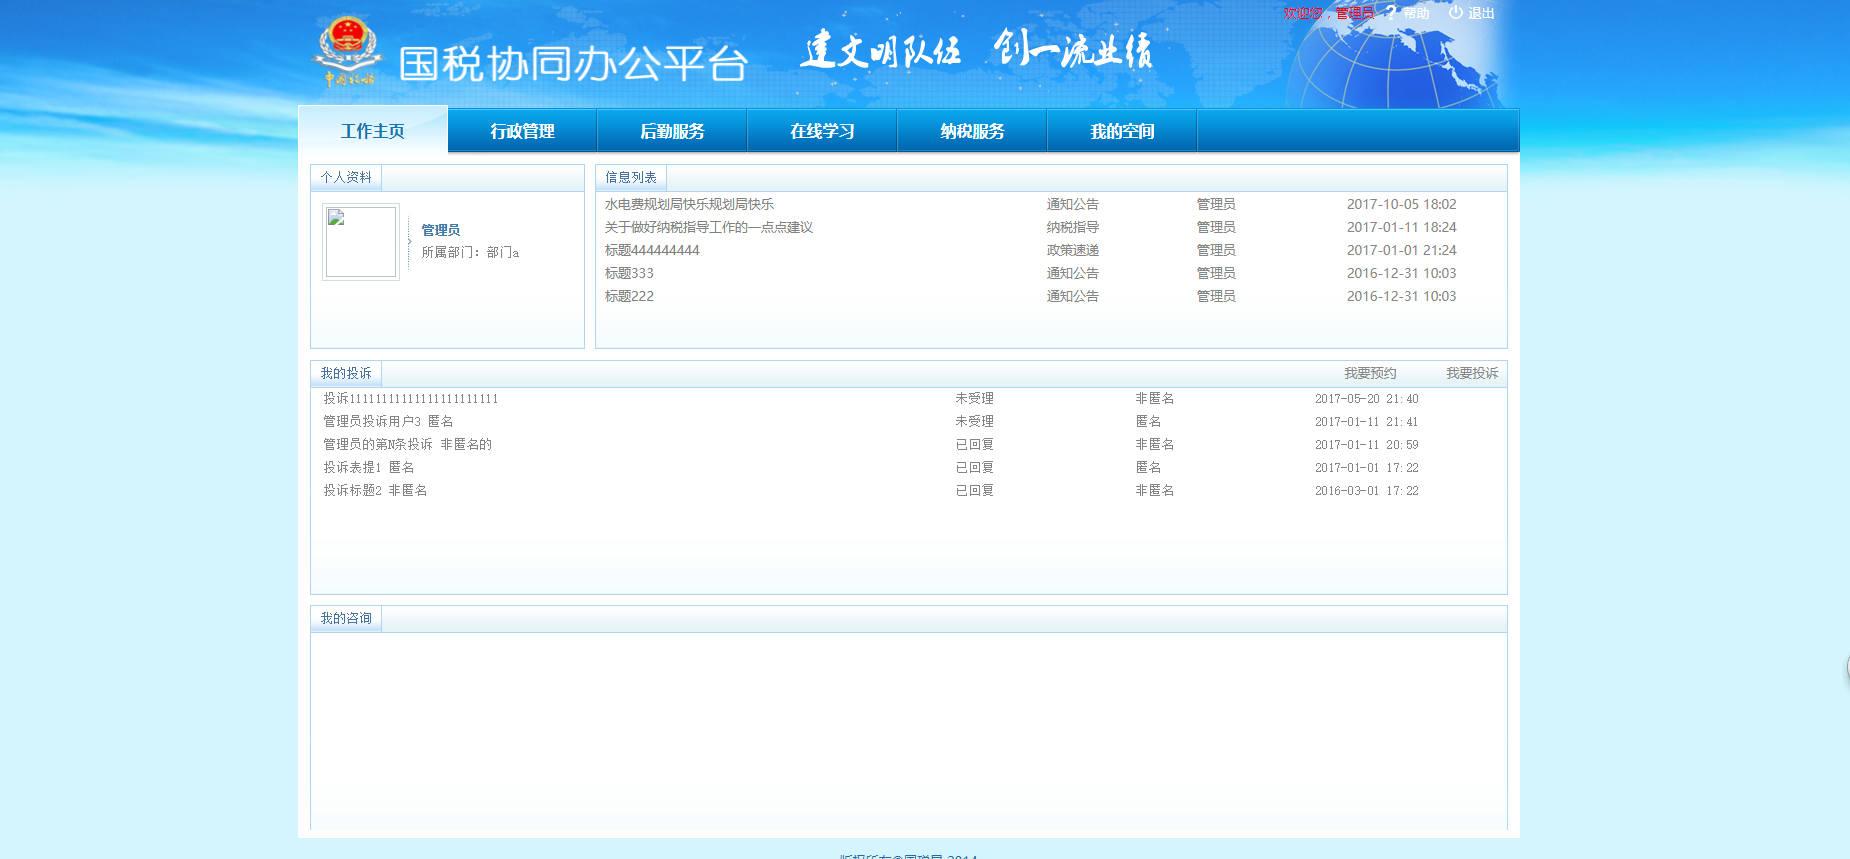 欢迎您，管理员 帮助 退出
中国税务
国税协同办公平台 建文明队伍 创一流业绩
工作主页 行政管理 后勤服务 在线学习 纳税服务 我的空间
个人资料
管理员
所属部门：部门a
信息列表
水电费规划局快乐规划局快乐 通知公告 管理员 2017-10-05 18:02
关于做好纳税指导工作的一点点建议 纳税指导 管理员 2017-01-11 18:24
标题444444444 政策速递 管理员 2017-01-01 21:24
标题333 通知公告 管理员 2016-12-31 10:03
标题222 通知公告 管理员 2016-12-31 10:03
我的投诉 我要预约 我要投诉
投诉11111111111111111111111 未受理 非匿名 2017-05-20 21:40
管理员投诉用户3 匿名 未受理 匿名 2017-01-11 21:41
管理员的第N条投诉 非匿名的 已回复 非匿名 2017-01-11 20:59
投诉表提1 匿名 已回复 匿名 2017-01-01 17:22
投诉标题2 非匿名 已回复 非匿名 2016-03-01 17:22
我的咨询
版权所有©国税局 2014